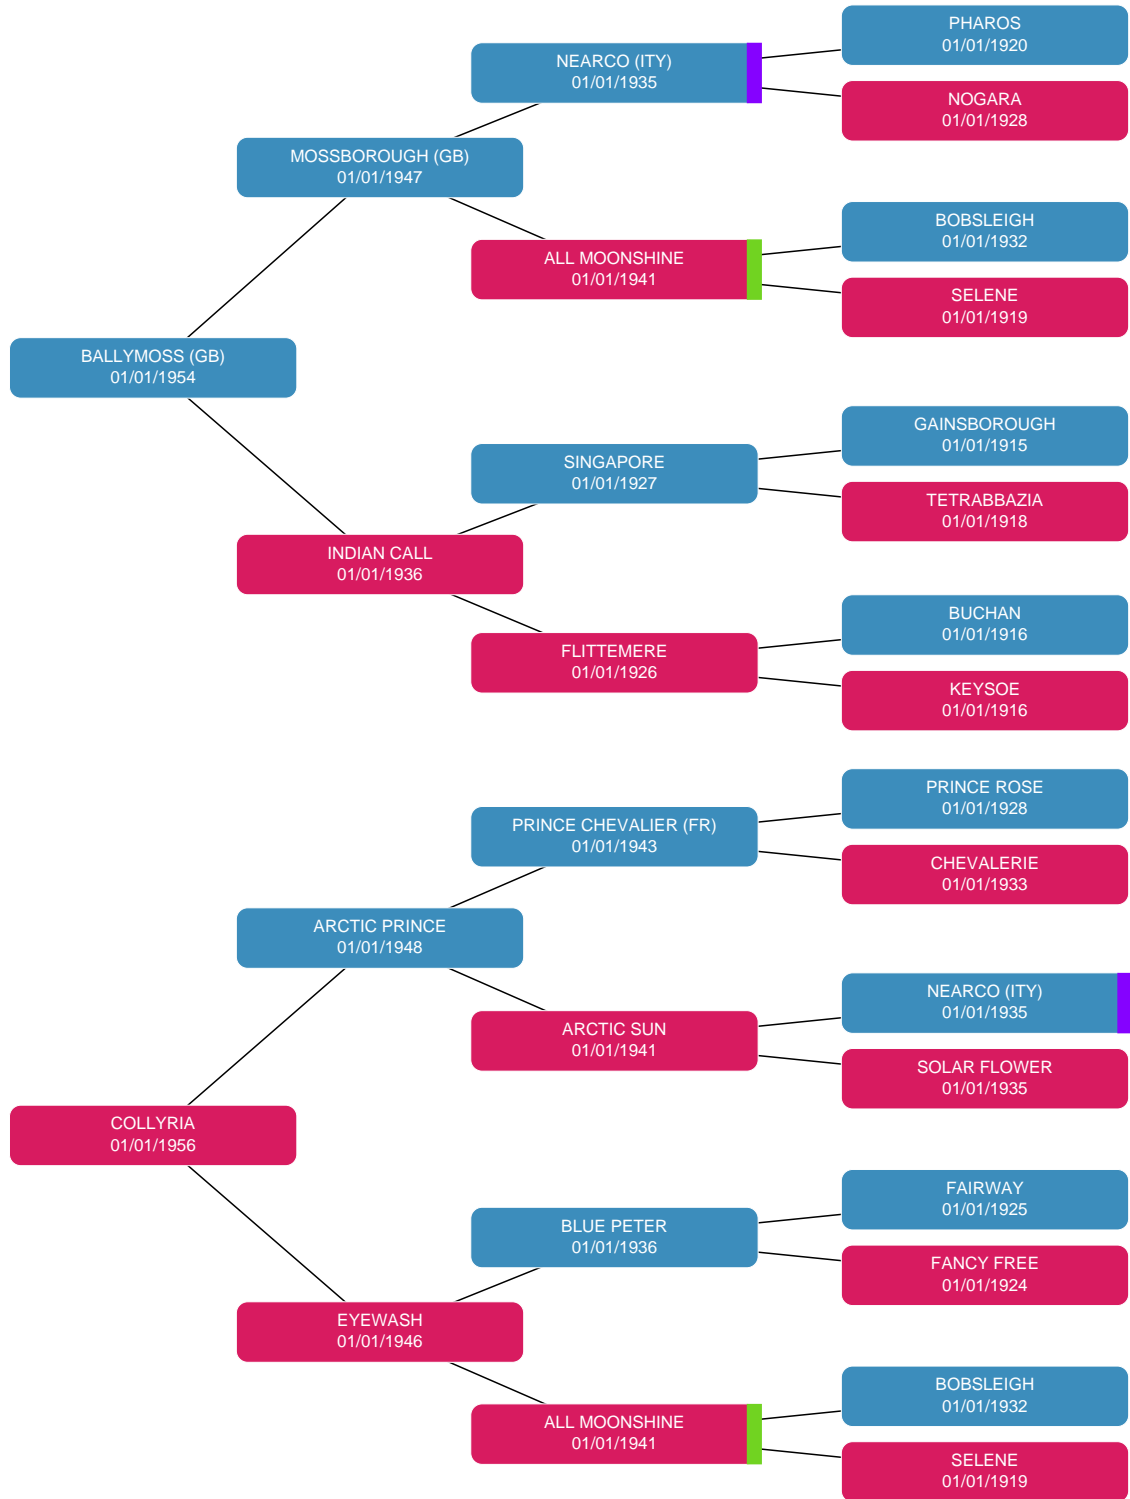 PHAROS
01/01/1920
NEARCO (ITY)
01/01/1935
NOGARA
01/01/1928
MOSSBOROUGH (GB)
01/01/1947
BOBSLEIGH
01/01/1932
ALL MOONSHINE
01/01/1941
SELENE
01/01/1919
BALLYMOSS (GB)
01/01/1954
GAINSBOROUGH
01/01/1915
SINGAPORE
01/01/1927
TETRABBAZIA
01/01/1918
INDIAN CALL
01/01/1936
BUCHAN
01/01/1916
FLITTEMERE
01/01/1926
KEYSOE
01/01/1916
PRINCE ROSE
01/01/1928
PRINCE CHEVALIER (FR)
01/01/1943
CHEVALERIE
01/01/1933
ARCTIC PRINCE
01/01/1948
NEARCO (ITY)
01/01/1935
ARCTIC SUN
01/01/1941
SOLAR FLOWER
01/01/1935
COLLYRIA
01/01/1956
FAIRWAY
01/01/1925
BLUE PETER
01/01/1936
FANCY FREE
01/01/1924
EYEWASH
01/01/1946
BOBSLEIGH
01/01/1932
ALL MOONSHINE
01/01/1941
SELENE
01/01/1919